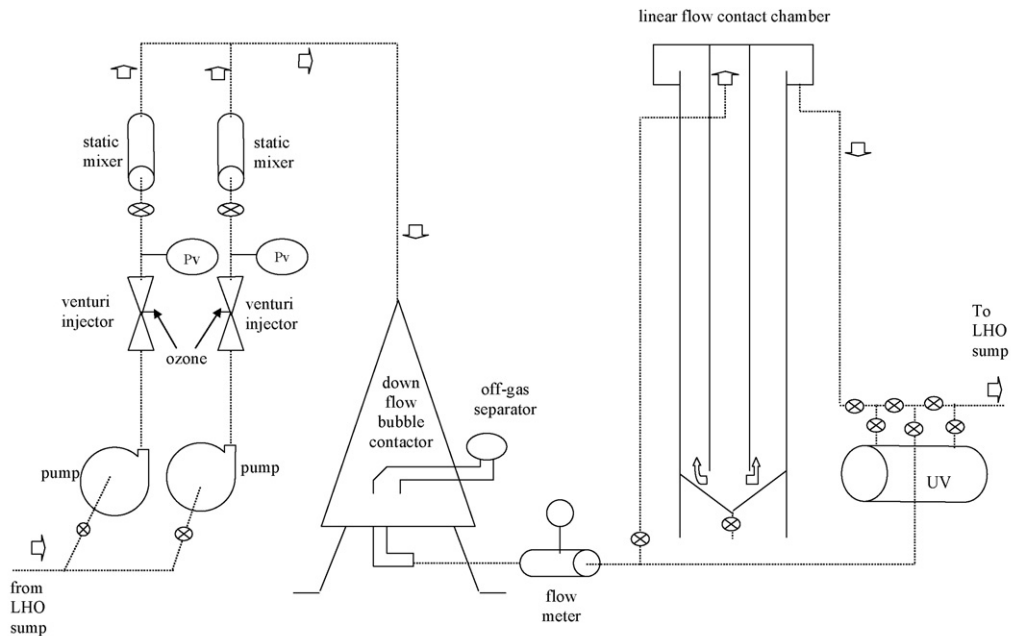 linear flow contact chamber
static
mixer
static
mixer
Pv
Pv
venturi
injector
venturi
injector
ozone
To
LHO
sump
down
flow
bubble
contactor
off-gas
separator
pump
pump
UV
from
LHO
sump
flow
meter